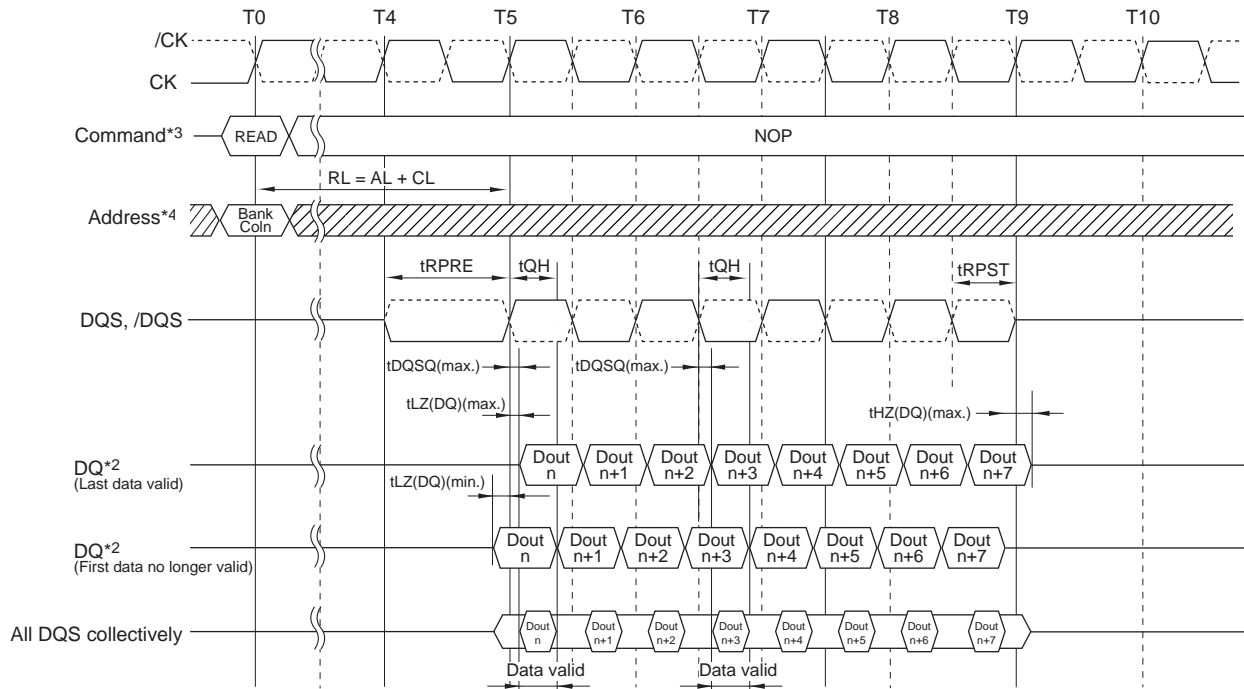 T0 T4 T5 T6 T7 T8 T9 T10
/CK
CK
Command*3
READ
NOP
RL = AL + CL
Address*4
Bank
Coln
tRPRE
tQH
tQH
tRPST
DQS, /DQS
tDQSQ(max.)
tDQSQ(max.)
tLZ(DQ)(max.)
tHZ(DQ)(max.)
DQ*2
(Last data valid)
Dout
n
Dout
n+1
Dout
n+2
Dout
n+3
Dout
n+4
Dout
n+5
Dout
n+6
Dout
n+7
tLZ(DQ)(min.)
DQ*2
(First data no longer valid)
Dout
n
Dout
n+1
Dout
n+2
Dout
n+3
Dout
n+4
Dout
n+5
Dout
n+6
Dout
n+7
All DQS collectively
Dout
n
Dout
n+1
Dout
n+2
Dout
n+3
Dout
n+4
Dout
n+5
Dout
n+6
Dout
n+7
Data valid
Data valid